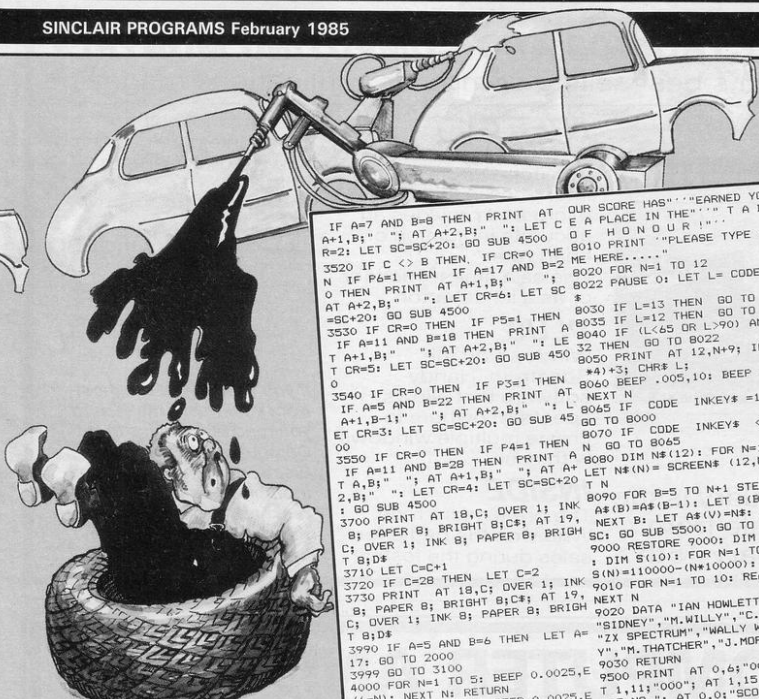 SINCLAIR PROGRAMS February 1985
IF A=7 AND B=8 THEN PRINT AT
A+1,B;" "; AT A+2,B;" ": LET C
R=2: LET SC=SC+20: GO SUB 4500
3520 IF C <> B THEN IF CR=0 THE
N IF P6=1 THEN IF A=17 AND B=2
0 THEN PRINT AT A+1,B;" ";
AT A+2,B;" ": LET CR=6: LET SC
=SC+20: GO SUB 4500
3530 IF CR=0 THEN IF P5=1 THEN
IF A=11 AND B=18 THEN PRINT A
T A+1,B;" "; AT A+2,B;" ": LE
T CR=5: LET SC=SC+20: GO SUB 450
0
3540 IF CR=0 THEN IF P3=1 THEN
IF A=5 AND B=22 THEN PRINT AT
A+1,B-1;" "; AT A+2,B;" ": L
ET CR=3: LET SC=SC+20: GO SUB 45
00
3550 IF CR=0 THEN IF P4=1 THEN
IF A=11 AND B=28 THEN PRINT A
T A,B;" "; AT A+1,B;" "; AT A+
2,B;" ": LET CR=4: LET SC=SC+20
: GO SUB 4500
3700 PRINT AT 18,C; OVER 1; INK
8; PAPER 8; BRIGHT 8;C$; AT 19,
C; OVER 1; INK 8; PAPER 8; BRIGH
T 8;D$
3710 LET C=C+1
3720 IF C=28 THEN LET C=2
3730 PRINT AT 18,C; OVER 1; INK
8; PAPER 8; BRIGHT 8;C$; AT 19,
C; OVER 1; INK 8; PAPER 8; BRIGH
T 8;D$
3990 IF A=5 AND B=6 THEN LET A=
17: GO TO 2000
3999 GO TO 3100
4000 FOR N=1 TO 5: BEEP 0.0025,E
NEXT N: RETURN
0.0025,E
OUR SCORE HAS"''"EARNED YO
E A PLACE IN THE"''" T A N
O F H O N O U R !"''
8010 PRINT '"PLEASE TYPE
ME HERE....."
8020 FOR N=1 TO 12
8022 PAUSE 0: LET L= CODE
$
8030 IF L=13 THEN GO TO
8035 IF L=12 THEN GO TO
8040 IF (L<65 OR L>90) AN
32 THEN GO TO 8022
8050 PRINT AT 12,N+9; I
*4)+3; CHR$ L;
8060 BEEP .005,10: BEEP
NEXT N
8065 IF CODE INKEY$ =1
GO TO 8000
8070 IF CODE INKEY$ <
N GO TO 8065
8080 DIM N$(12): FOR N=1
LET N$(N)= SCREEN$ (12,N
T N
8090 FOR B=5 TO N+1 STE
A$(B)=A$(B-1): LET S(B
NEXT B: LET A$(V)=N$:
SC: GO SUB 5500: GO TO
9000 RESTORE 9000: DIM
: DIM S(10): FOR N=1 TO
S(N)=110000-(N*10000):
9010 FOR N=1 TO 10: RE
NEXT N
9020 DATA "IAN HOWLETT
"SIDNEY","M.WILLY","C.
"ZX SPECTRUM","WALLY W
Y","M.THATCHER","J.MOR
9030 RETURN
9500 PRINT AT 0,6;"00
T 1,11;"000"; AT 1,15
AT 0,0;"SCO